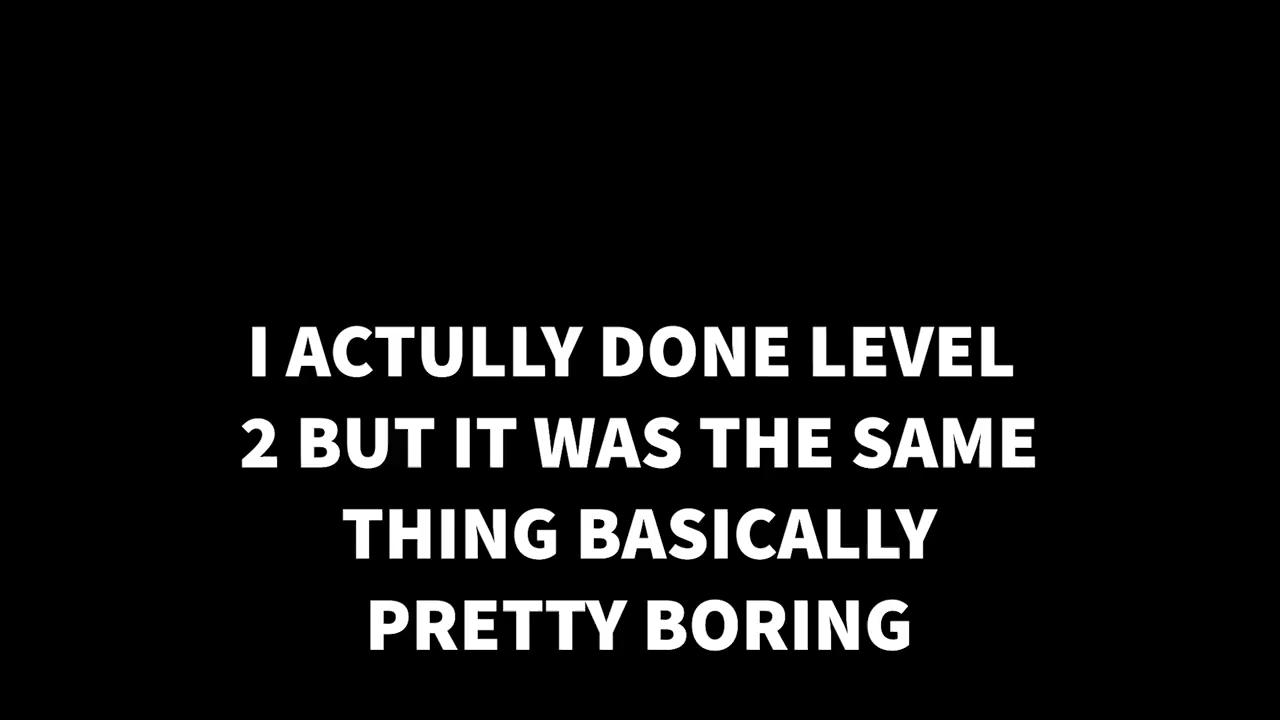 I ACTULLY DONE LEVEL
2 BUT IT WAS THE SAME
THING BASICALLY
PRETTY BORING